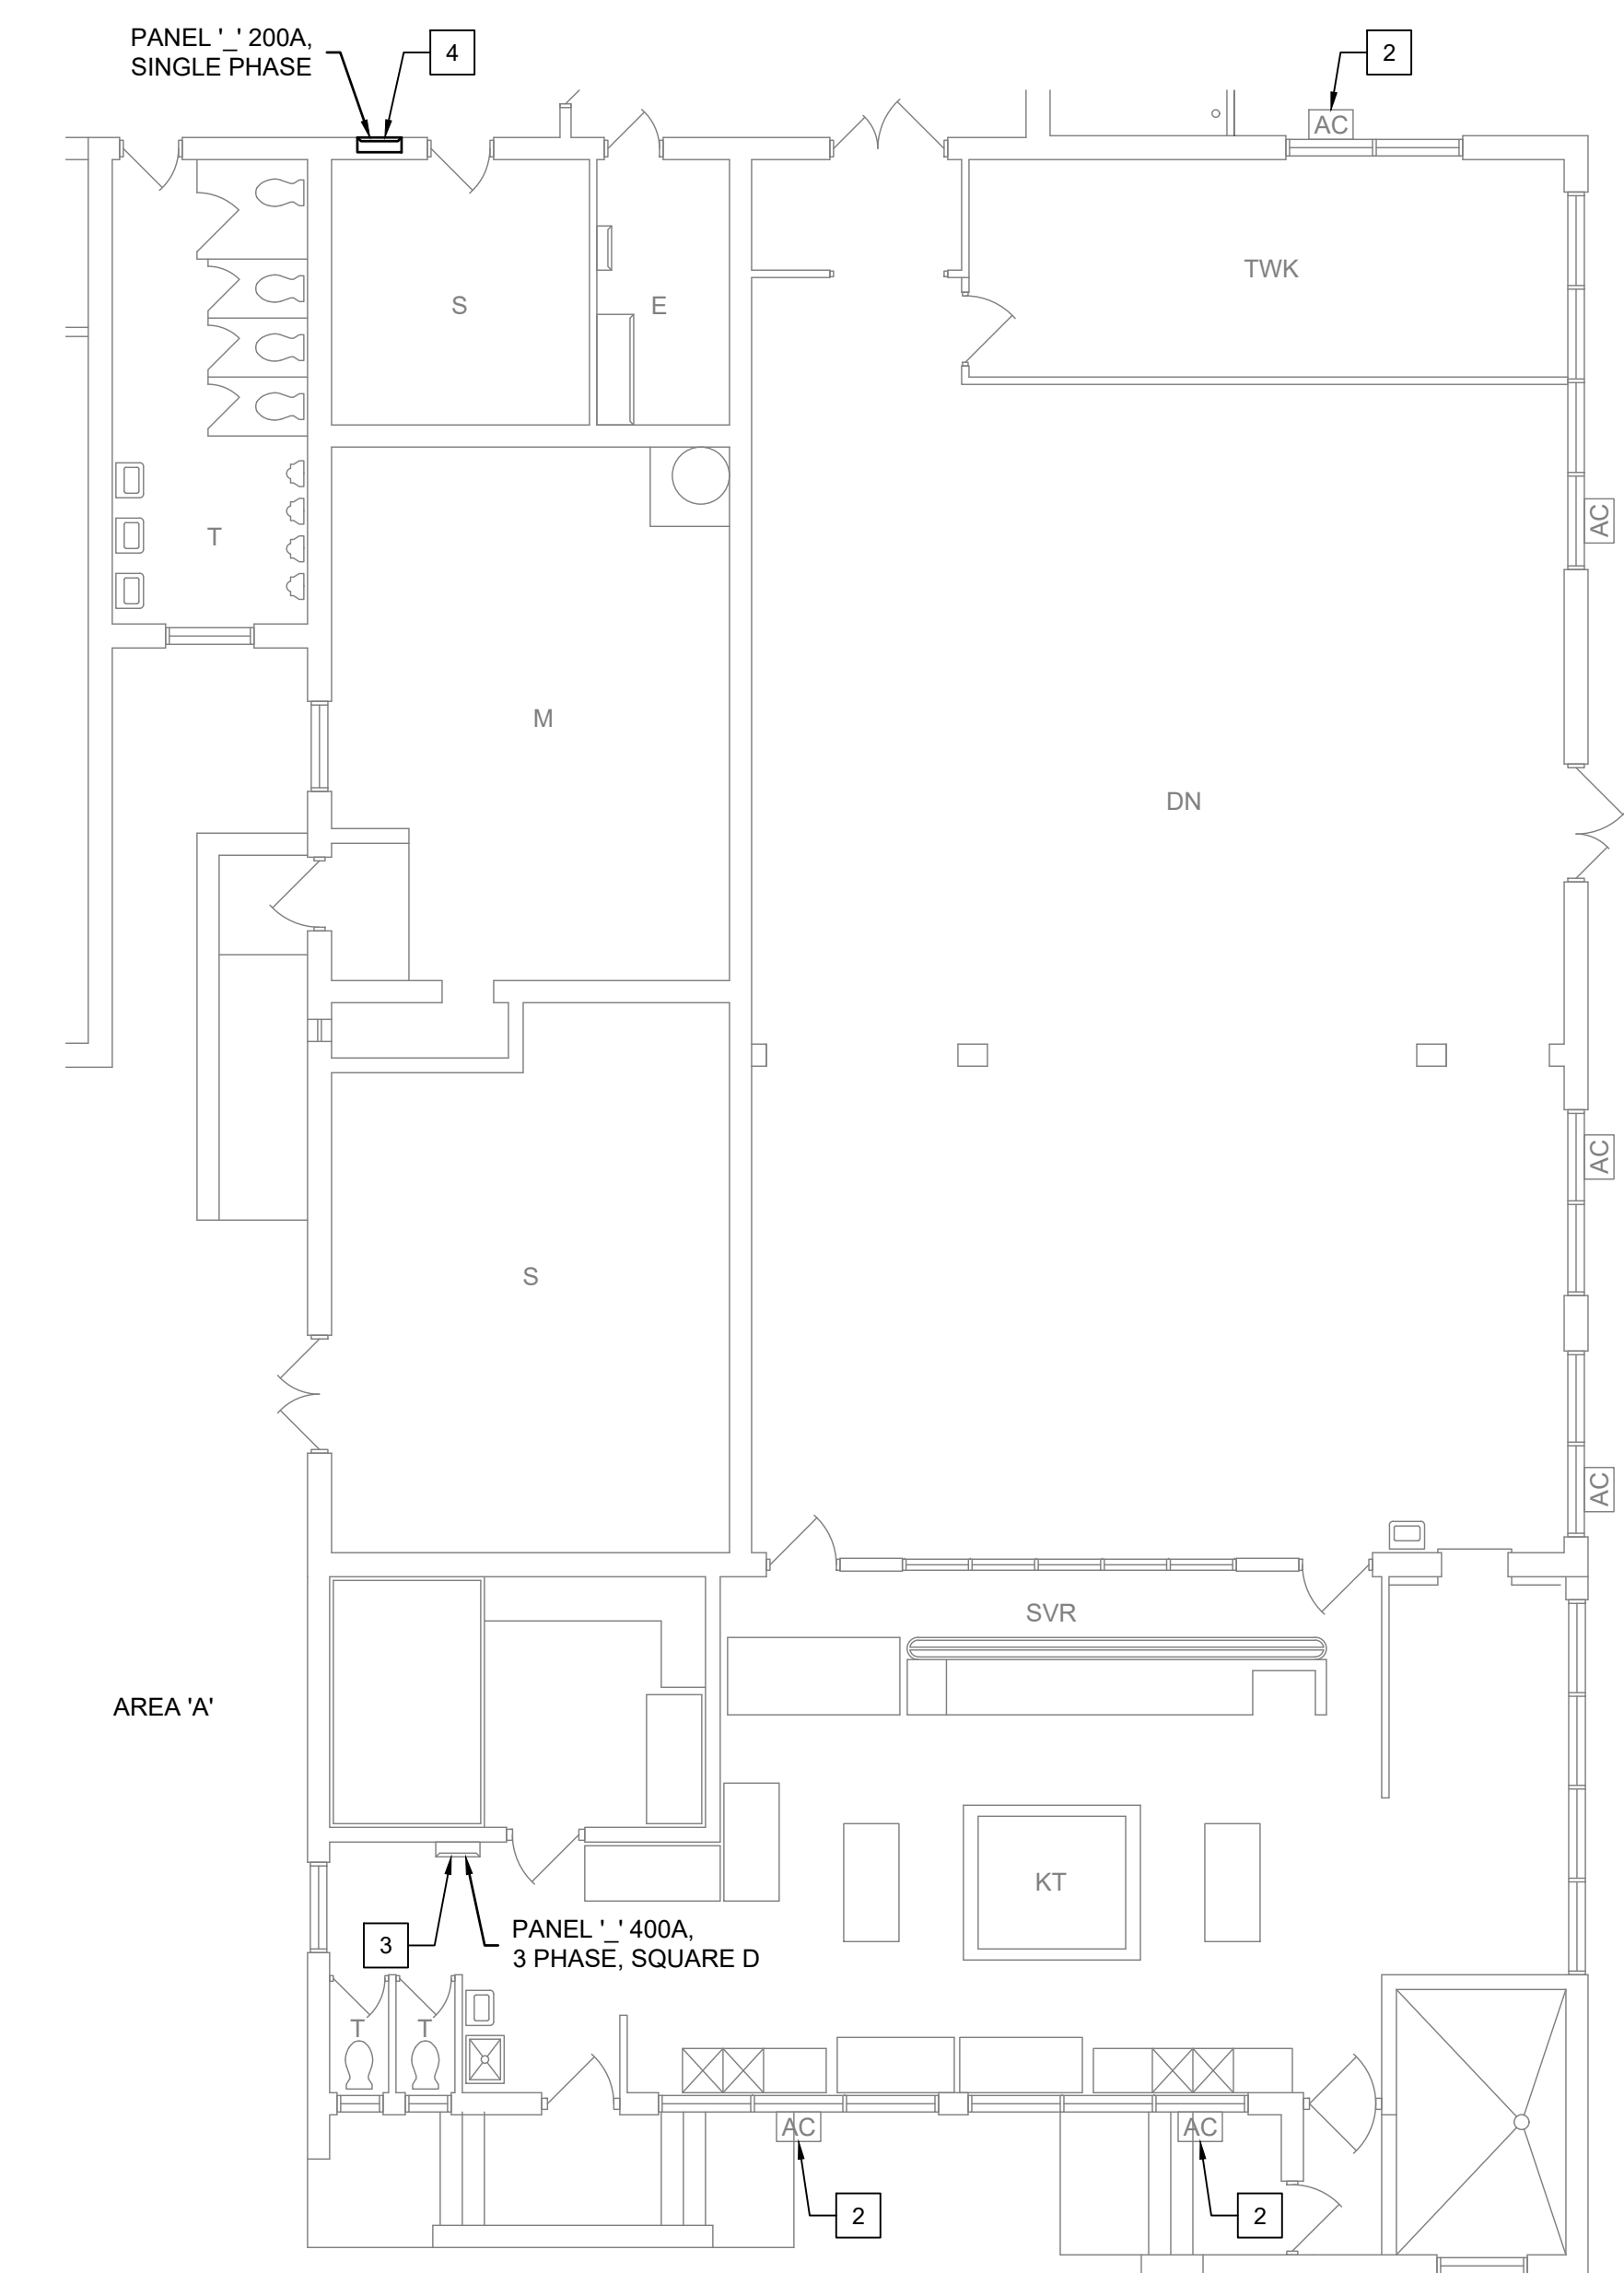 PANEL '_' 200A,
SINGLE PHASE
4
2
AC
TWK
S
E
AC
T
M
DN
AC
S
AC
SVR
AREA 'A'
KT
PANEL '_' 400A,
3 PHASE, SQUARE D
3
T
T
AC
AC
2
2